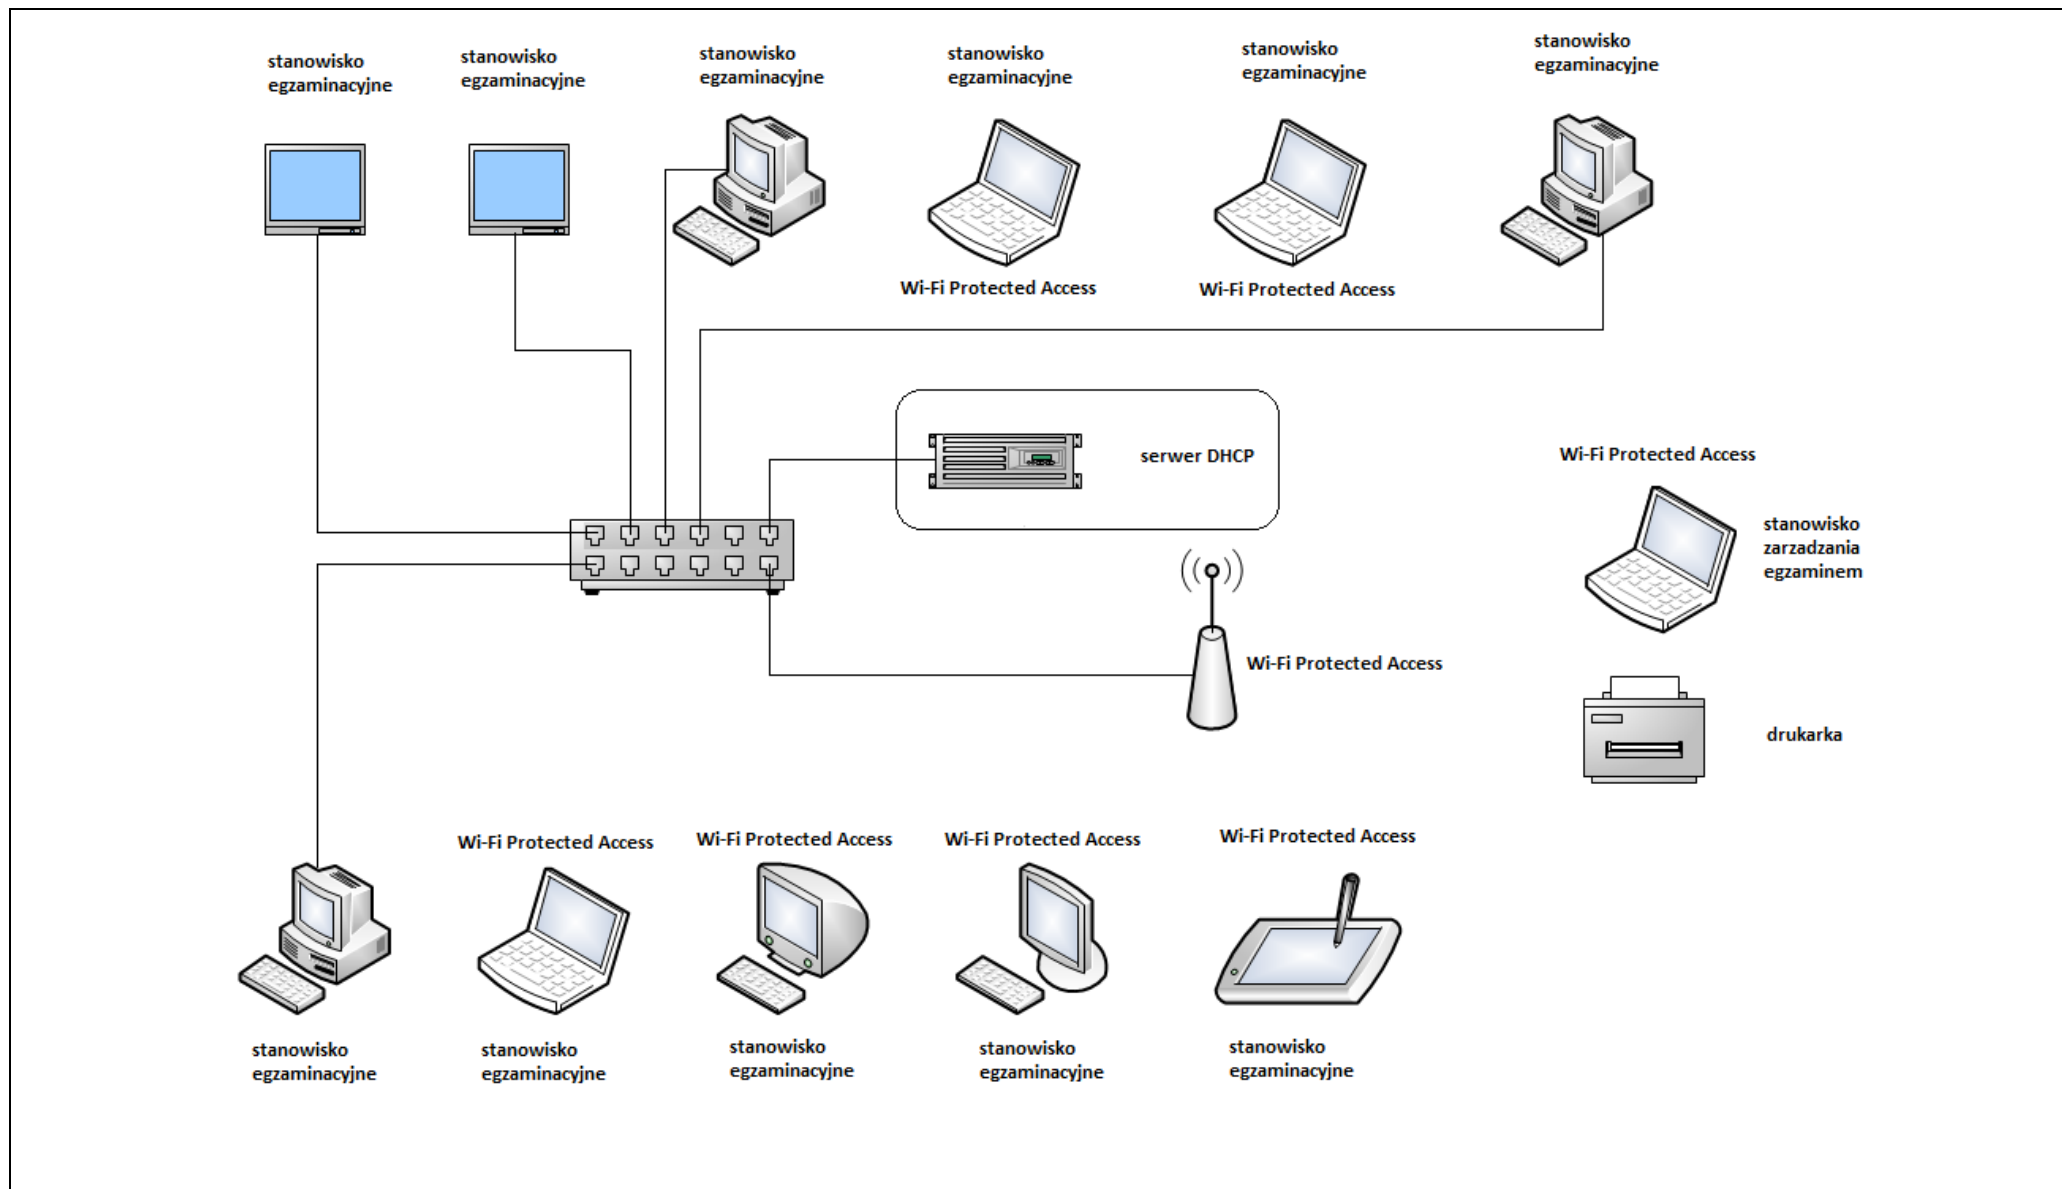 stanowisko
egzaminacyjne
stanowisko
egzaminacyjne
stanowisko
egzaminacyjne
stanowisko
egzaminacyjne
stanowisko
egzaminacyjne
stanowisko
egzaminacyjne
Wi-Fi Protected Access
Wi-Fi Protected Access
serwer DHCP
Wi-Fi Protected Access
stanowisko
zarzadzania
egzaminem
Wi-Fi Protected Access
drukarka
Wi-Fi Protected Access
Wi-Fi Protected Access
Wi-Fi Protected Access
Wi-Fi Protected Access
stanowisko
egzaminacyjne
stanowisko
egzaminacyjne
stanowisko
egzaminacyjne
stanowisko
egzaminacyjne
stanowisko
egzaminacyjne